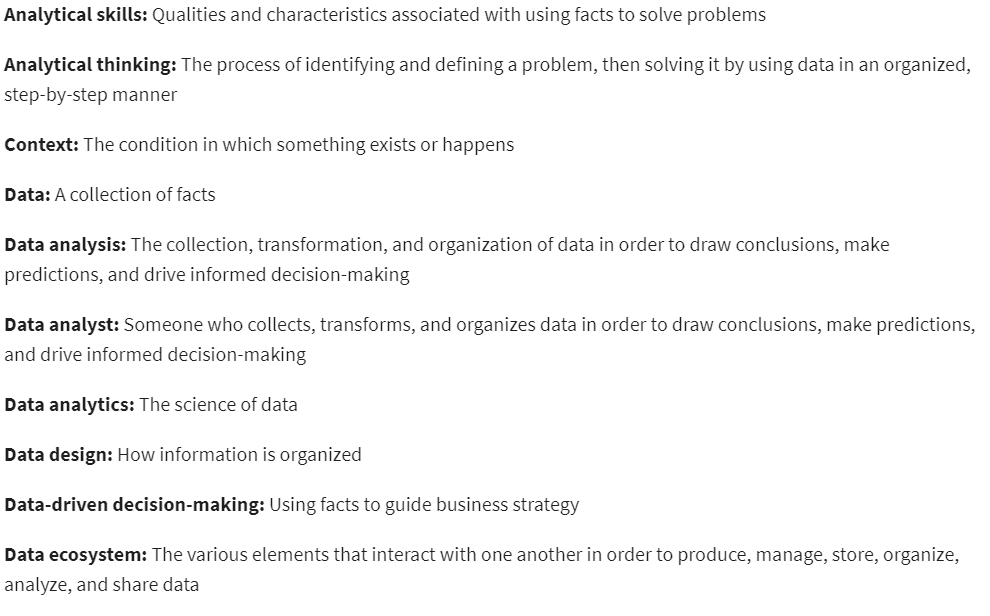 Analytical skills: Qualities and characteristics associated with using facts to solve problems
Analytical thinking: The process of identifying and defining a problem, then solving it by using data in an organized,
step-by-step manner
Context: The condition in which something exists or happens
Data: A collection of facts
Data analysis: The collection, transformation, and organization of data in order to draw conclusions, make
predictions, and drive informed decision-making
Data analyst: Someone who collects, transforms, and organizes data in order to draw conclusions, make predictions,
and drive informed decision-making
Data analytics: The science of data
Data design: How information is organized
Data-driven decision-making: Using facts to guide business strategy
Data ecosystem: The various elements that interact with one another in order to produce, manage, store, organize,
analyze, and share data